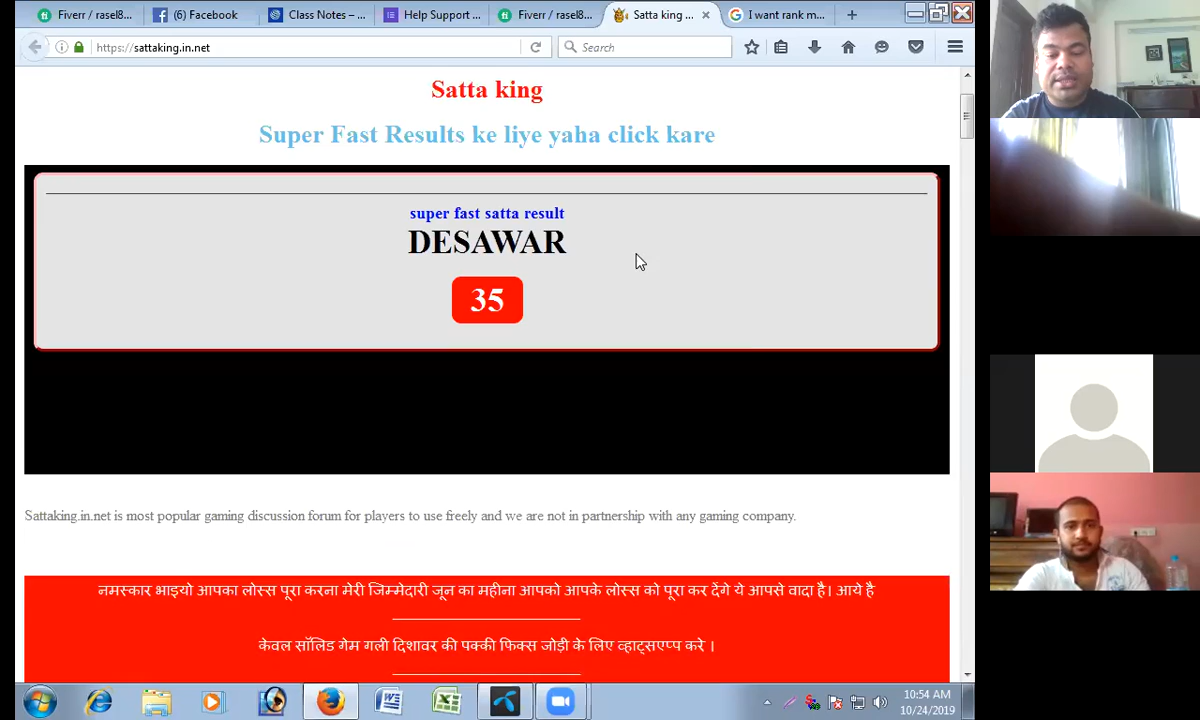 Fiverr / rasel8...
(6) Facebook
Class Notes – ...
Help Support ...
Fiverr / rasel8...
Satta king ...
I want rank m...
https://sattaking.in.net
Search
Satta king
Super Fast Results ke liye yaha click kare
super fast satta result
DESAWAR
35
Sattaking.in.net is most popular gaming discussion forum for players to use freely and we are not in partnership with any gaming company.
नमस्कार भाइयो आपका लोस्स पूरा करना मेरी जिम्मेदारी जून का महीना आपको आपके लोस्स को पूरा कर देंगे ये आपसे वादा है। आये है
केवल सॉलिड गेम गली दिशावर की पक्की फिक्स जोड़ी के लिए व्हाट्सएप्प करे ।
10:54 AM
10/24/2019